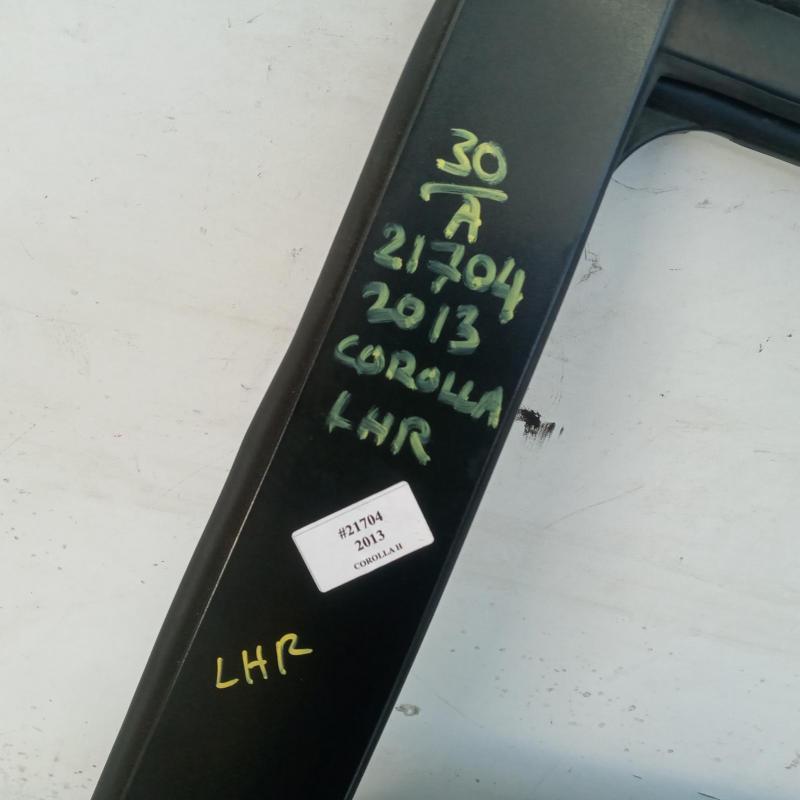 30
A
21704
2013
COROLLA
LHR
#21704
2013
COROLLA II
LHR